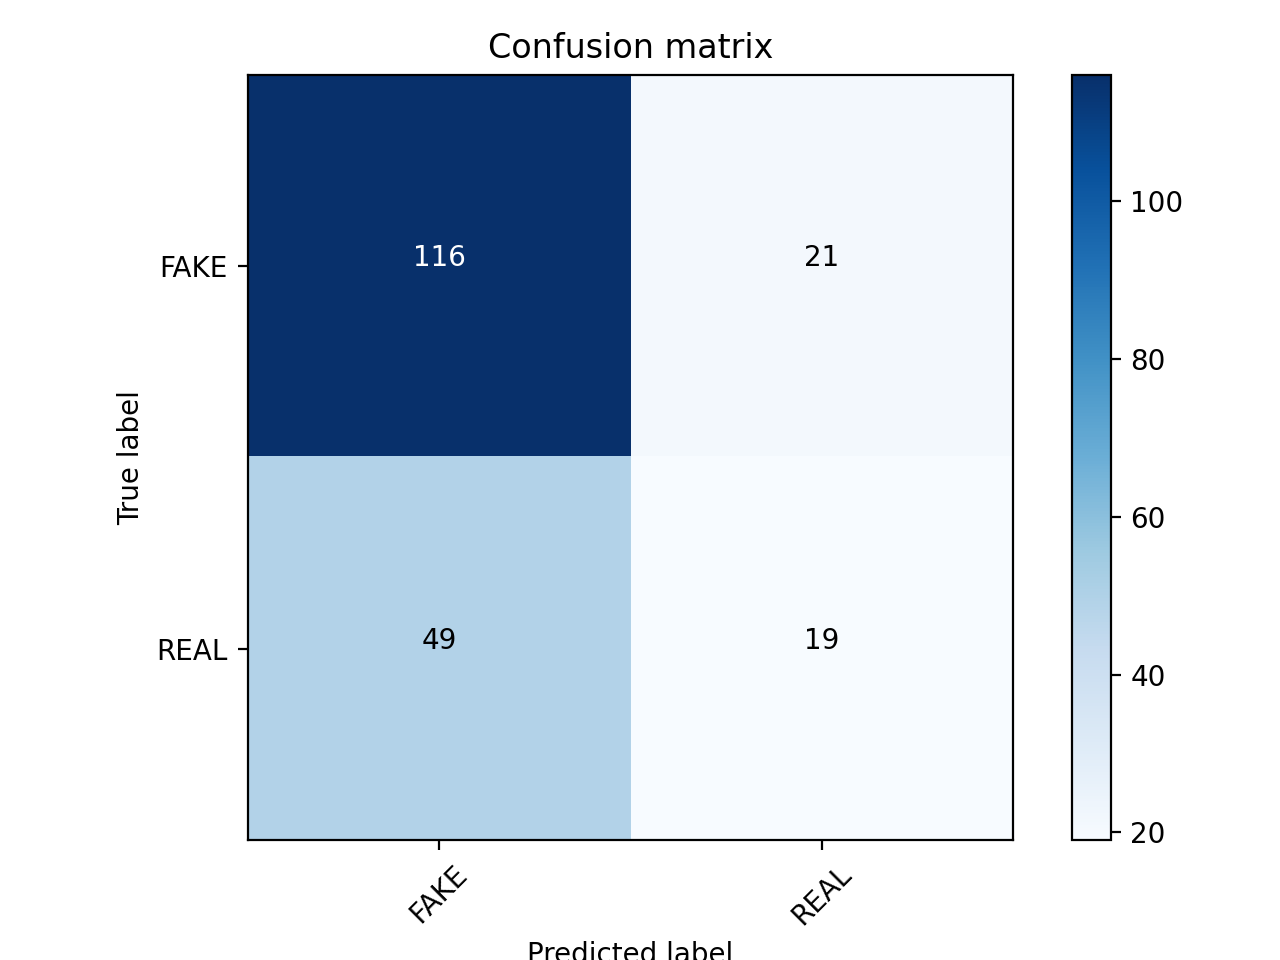 Confusion matrix
FAKE
116
21
100
80
60
40
20
True label
REAL
49
19
FAKE
REAL
Predicted label